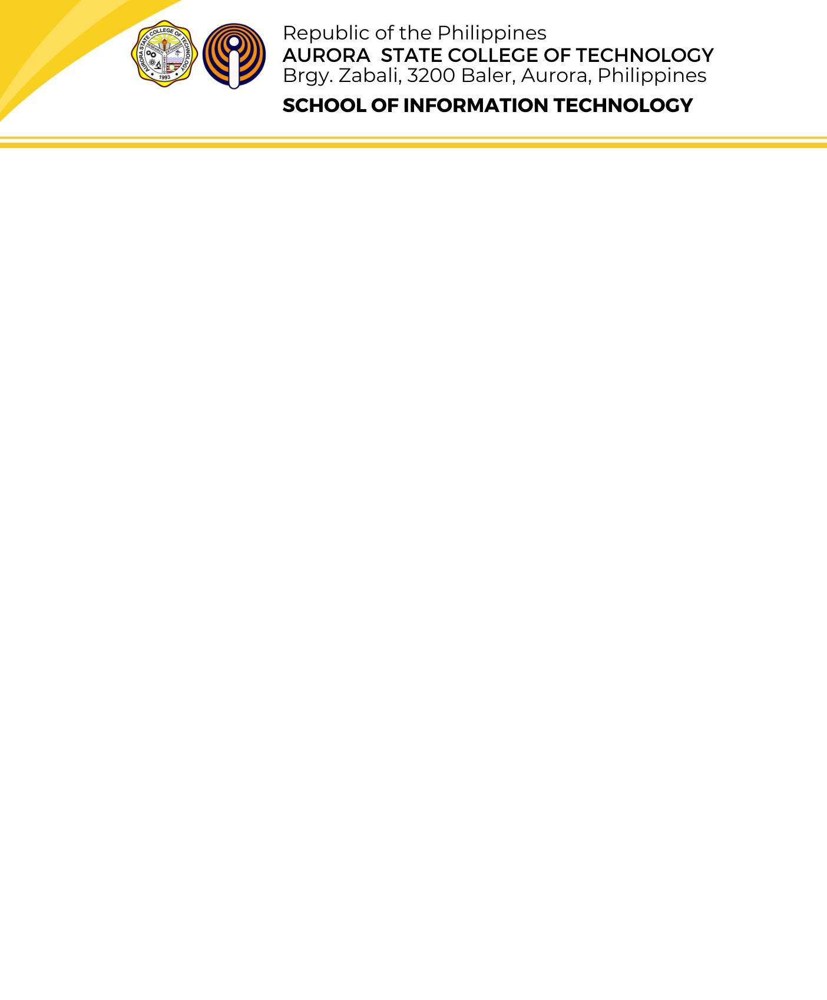 Republic of the Philippines
AURORA STATE COLLEGE OF TECHNOLOGY
Brgy. Zabali, 3200 Baler, Aurora, Philippines
SCHOOL OF INFORMATION TECHNOLOGY
AURORA STATE COLLEGE OF TECHNOLOGY
RESEARCH
EXTENSION
1993